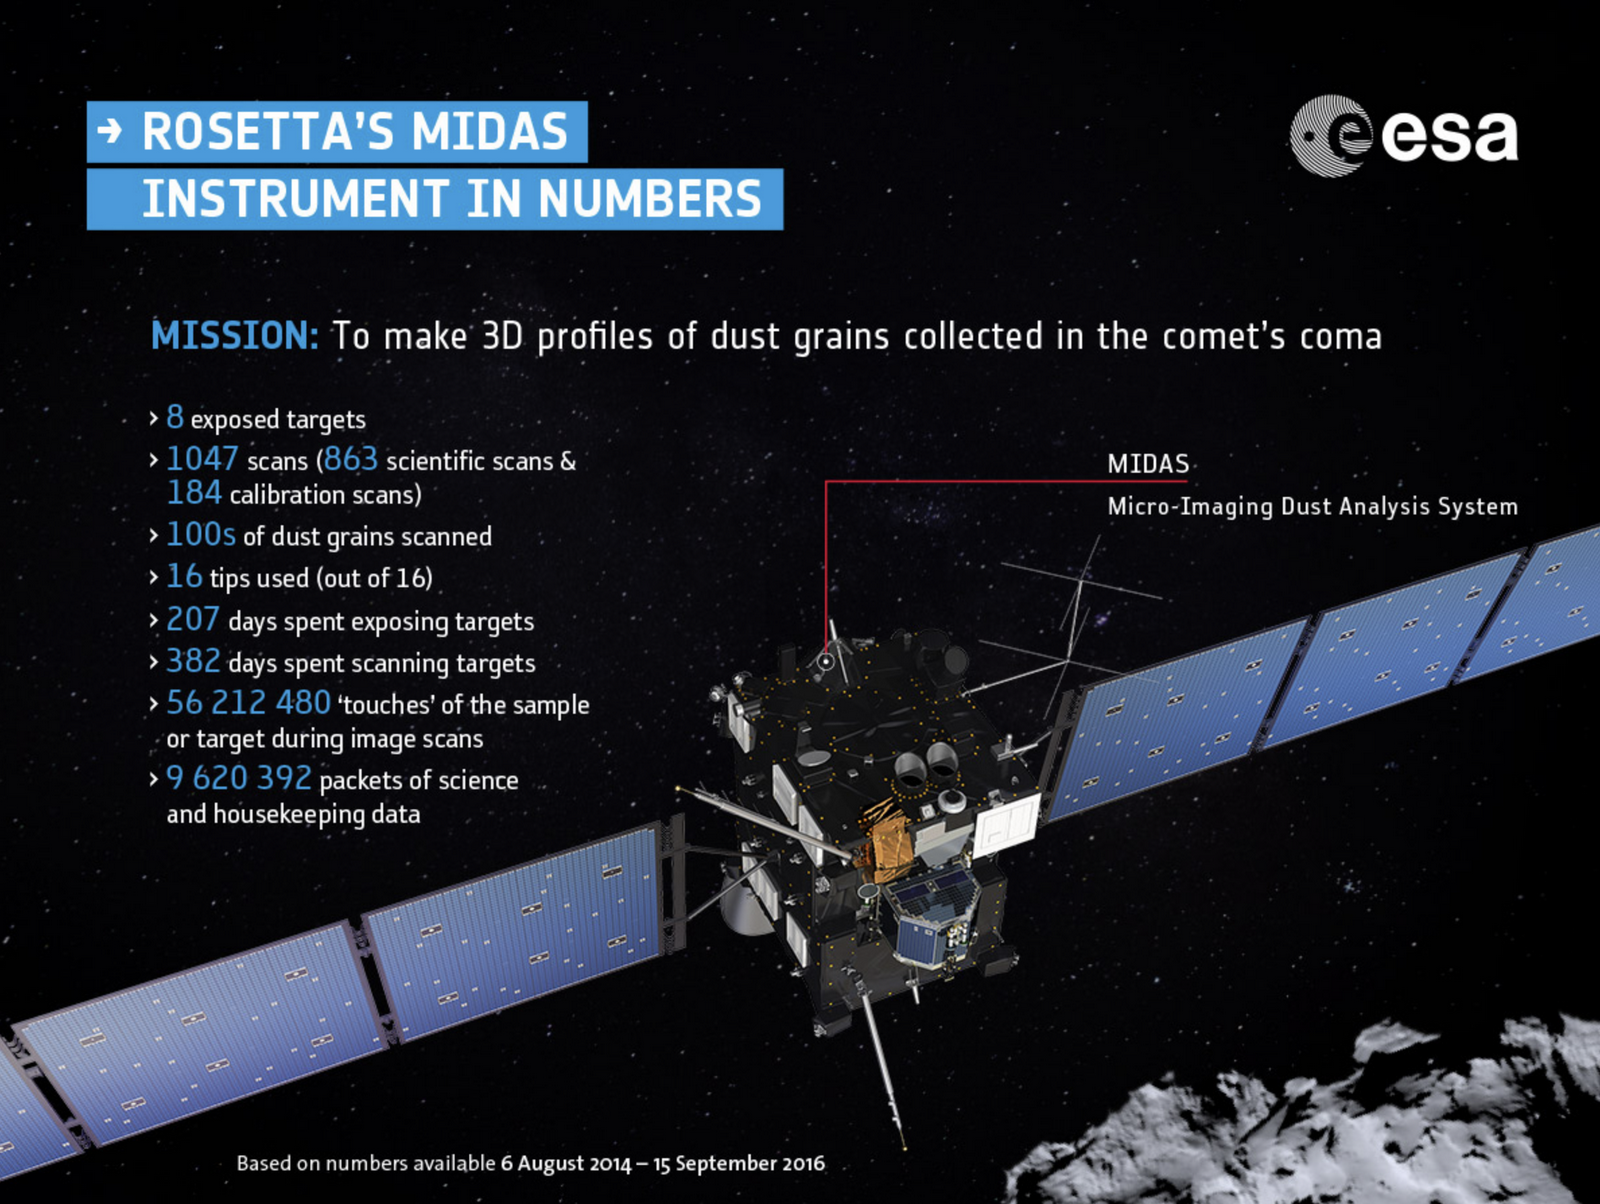 → ROSETTA'S MIDAS
INSTRUMENT IN NUMBERS
esa
MISSION: To make 3D profiles of dust grains collected in the comet's coma
› 8 exposed targets
› 1047 scans (863 scientific scans &
184 calibration scans)
› 100s of dust grains scanned
› 16 tips used (out of 16)
› 207 days spent exposing targets
› 382 days spent scanning targets
› 56 212 480 ‘touches’ of the sample
or target during image scans
› 9 620 392 packets of science
and housekeeping data
MIDAS
Micro-Imaging Dust Analysis System
Based on numbers available 6 August 2014 – 15 September 2016